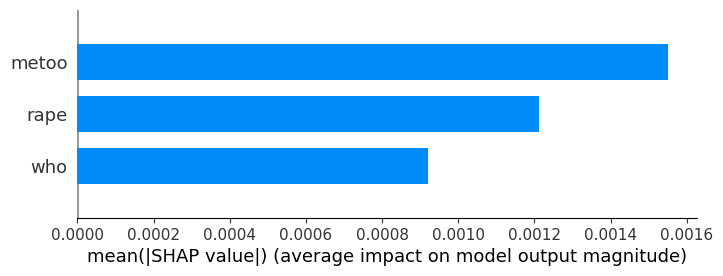 metoo
rape
who
0.0000 0.0002 0.0004 0.0006 0.0008 0.0010 0.0012 0.0014 0.0016
mean(|SHAP value|) (average impact on model output magnitude)